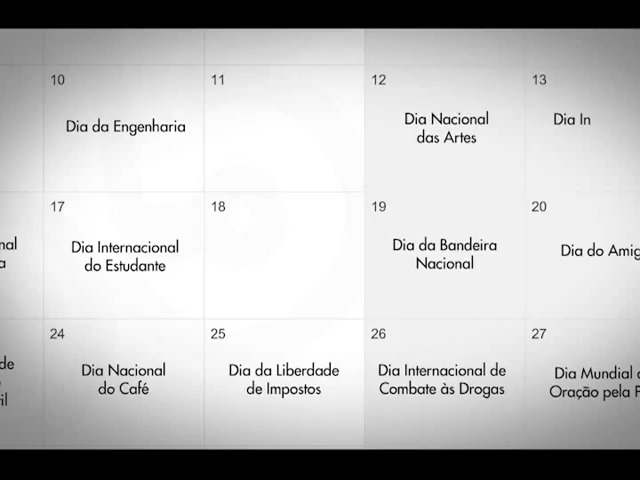 10
Dia da Engenharia
11
12
Dia Nacional
das Artes
13
Dia In
17
Dia Internacional
do Estudante
18
19
Dia da Bandeira
Nacional
20
Dia do Amig
24
Dia Nacional
do Café
25
Dia da Liberdade
de Impostos
26
Dia Internacional de
Combate às Drogas
27
Dia Mundial
Oração pela P